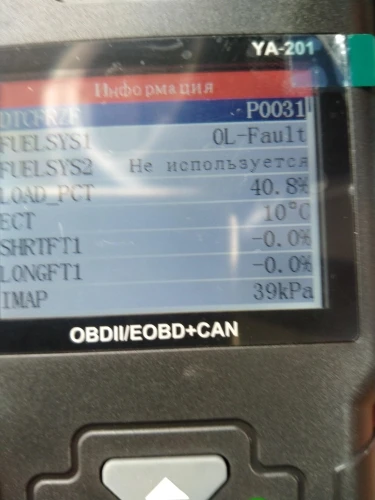 YA-201
Информация
DTCFRZF P0031
FUELSYS1 OL-Fault
FUELSYS2 Не используется
LOAD_PCT 40.8%
ECT 10°C
SHRTFT1 -0.0%
LONGFT1 -0.0%
IMAP 39kPa
OBDII/EOBD+CAN